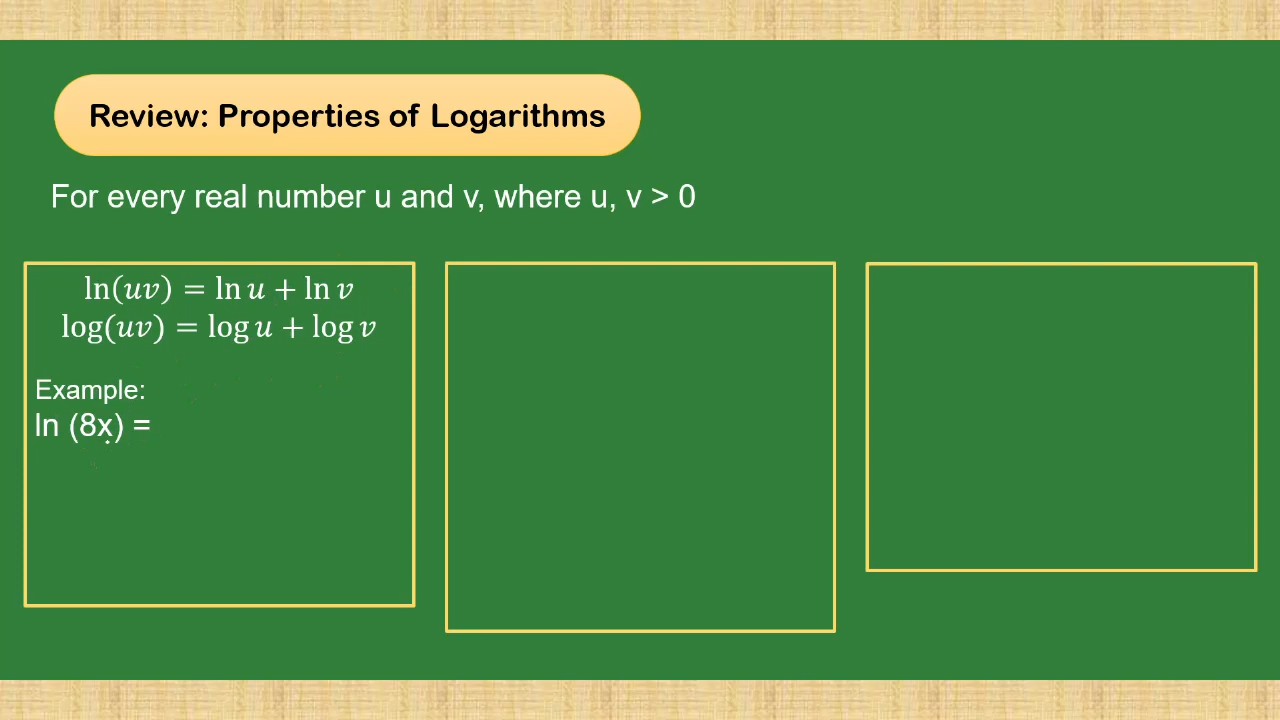 Review: Properties of Logarithms
For every real number u and v, where u, v > 0
ln(𝑢𝑣) = ln 𝑢 + ln 𝑣
log(𝑢𝑣) = log 𝑢 + log 𝑣
Example:
ln (8x) =